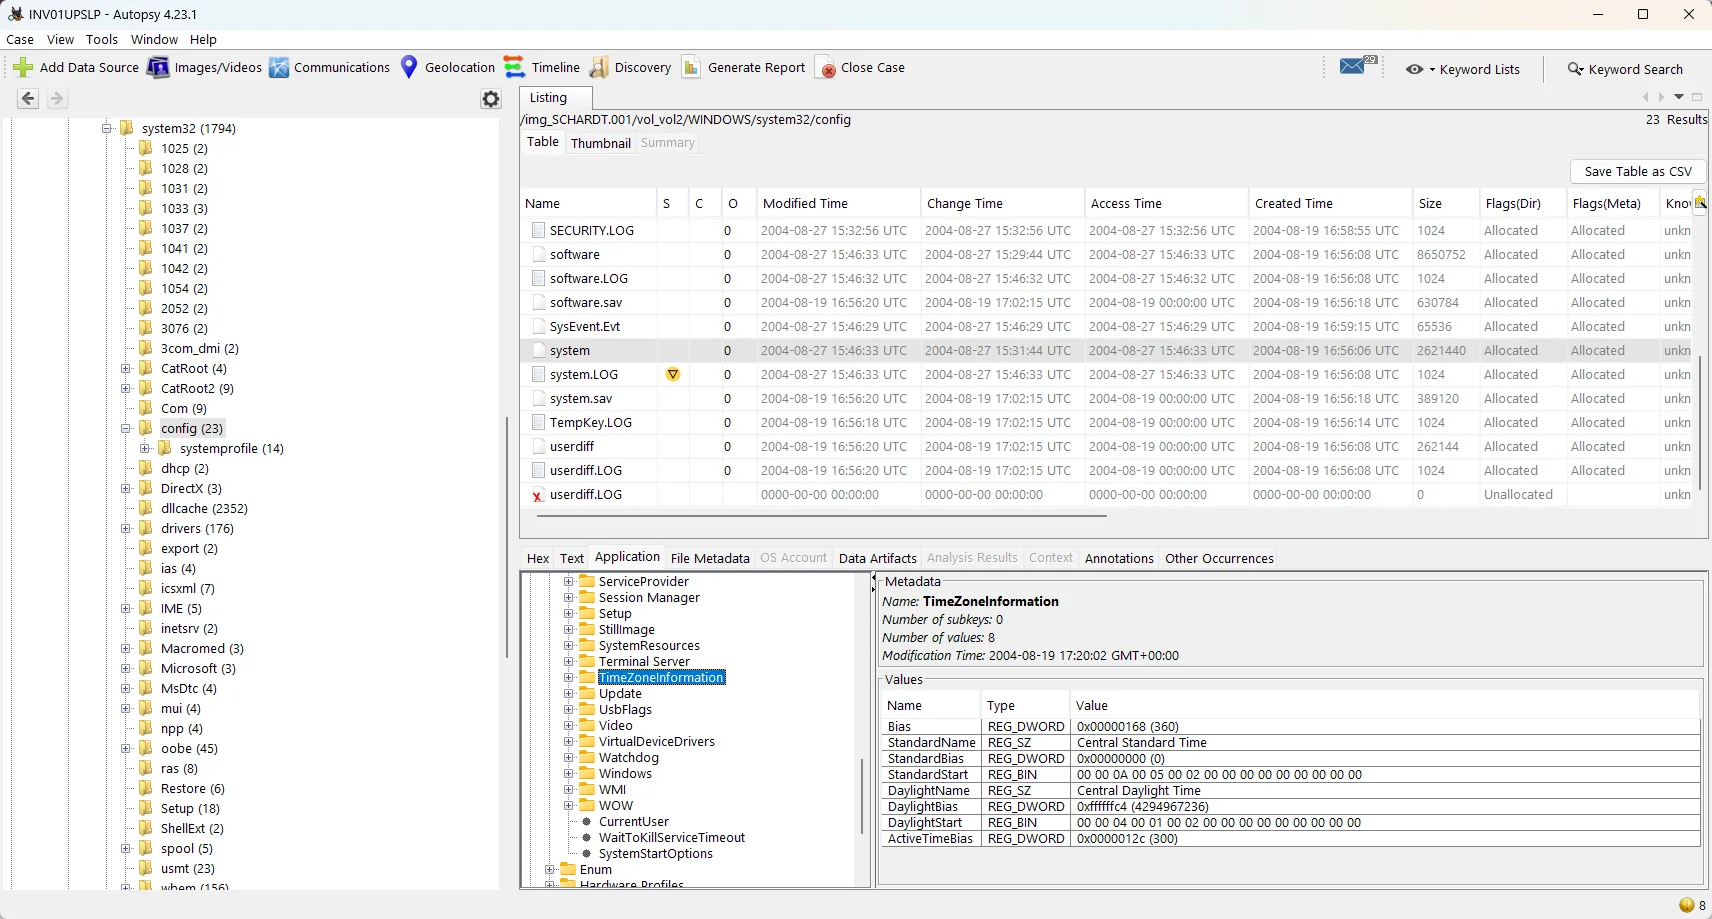 INV01UPSLP - Autopsy 4.23.1
Case View Tools Window Help
Add Data Source Images/Videos Communications Geolocation Timeline Discovery Generate Report Close Case 29 Keyword Lists Keyword Search
system32 (1794)
1025 (2)
1028 (2)
1031 (2)
1033 (3)
1037 (2)
1041 (2)
1042 (2)
1054 (2)
2052 (2)
3076 (2)
3com_dmi (2)
CatRoot (4)
CatRoot2 (9)
Com (9)
config (23)
systemprofile (14)
dhcp (2)
DirectX (3)
dllcache (2352)
drivers (176)
export (2)
ias (4)
icsxml (7)
IME (5)
inetsrv (2)
Macromed (3)
Microsoft (3)
MsDtc (4)
mui (4)
npp (4)
oobe (45)
ras (8)
Restore (6)
Setup (18)
ShellExt (2)
spool (5)
usmt (23)
wbem (156)
Listing
/img_SCHARDT.001/vol_vol2/WINDOWS/system32/config 23 Results
Table Thumbnail Summary
Save Table as CSV
Name S C O Modified Time Change Time Access Time Created Time Size Flags(Dir) Flags(Meta) Kno
SECURITY.LOG 0 2004-08-27 15:32:56 UTC 2004-08-27 15:32:56 UTC 2004-08-27 15:32:56 UTC 2004-08-19 16:58:55 UTC 1024 Allocated Allocated unkn
software 0 2004-08-27 15:46:33 UTC 2004-08-27 15:29:44 UTC 2004-08-27 15:46:33 UTC 2004-08-19 16:56:08 UTC 8650752 Allocated Allocated unkn
software.LOG 0 2004-08-27 15:46:33 UTC 2004-08-27 15:46:32 UTC 2004-08-27 15:46:33 UTC 2004-08-19 16:56:08 UTC 1024 Allocated Allocated unkn
software.sav 0 2004-08-19 16:56:20 UTC 2004-08-19 17:02:15 UTC 2004-08-19 00:00:00 UTC 2004-08-19 16:56:18 UTC 630784 Allocated Allocated unkn
SysEvent.Evt 0 2004-08-27 15:46:29 UTC 2004-08-27 15:46:29 UTC 2004-08-27 15:46:29 UTC 2004-08-19 16:59:15 UTC 65536 Allocated Allocated unkn
system 0 2004-08-27 15:46:33 UTC 2004-08-27 15:31:44 UTC 2004-08-27 15:46:33 UTC 2004-08-19 16:56:06 UTC 2621440 Allocated Allocated unkn
system.LOG 0 2004-08-27 15:46:33 UTC 2004-08-27 15:46:33 UTC 2004-08-27 15:46:33 UTC 2004-08-19 16:56:08 UTC 1024 Allocated Allocated unkn
system.sav 0 2004-08-19 16:56:20 UTC 2004-08-19 17:02:15 UTC 2004-08-19 00:00:00 UTC 2004-08-19 16:56:18 UTC 389120 Allocated Allocated unkn
TempKey.LOG 0 2004-08-19 16:56:18 UTC 2004-08-19 17:02:15 UTC 2004-08-19 00:00:00 UTC 2004-08-19 16:56:14 UTC 1024 Allocated Allocated unkn
userdiff 0 2004-08-19 16:56:20 UTC 2004-08-19 17:02:15 UTC 2004-08-19 00:00:00 UTC 2004-08-19 16:56:08 UTC 262144 Allocated Allocated unkn
userdiff.LOG 0 2004-08-19 16:56:20 UTC 2004-08-19 17:02:15 UTC 2004-08-19 00:00:00 UTC 2004-08-19 16:56:08 UTC 1024 Allocated Allocated unkn
userdiff.LOG 0000-00-00 00:00:00 0000-00-00 00:00:00 0000-00-00 00:00:00 0000-00-00 00:00:00 0 Unallocated unkn
Hex Text Application File Metadata OS Account Data Artifacts Analysis Results Context Annotations Other Occurrences
ServiceProvider
Session Manager
Setup
StillImage
SystemResources
Terminal Server
TimeZoneInformation
Update
UsbFlags
Video
VirtualDeviceDrivers
Watchdog
Windows
WMI
WOW
CurrentUser
WaitToKillServiceTimeout
SystemStartOptions
Enum
Hardware Profiles
Metadata
Name: TimeZoneInformation
Number of subkeys: 0
Number of values: 8
Modification Time: 2004-08-19 17:20:02 GMT+00:00
Values
Name Type Value
Bias REG_DWORD 0x00000168 (360)
StandardName REG_SZ Central Standard Time
StandardBias REG_DWORD 0x00000000 (0)
StandardStart REG_BIN 00 00 0A 00 05 00 02 00 00 00 00 00 00 00 00 00
DaylightName REG_SZ Central Daylight Time
DaylightBias REG_DWORD 0xffffffc4 (4294967236)
DaylightStart REG_BIN 00 00 04 00 01 00 02 00 00 00 00 00 00 00 00 00
ActiveTimeBias REG_DWORD 0x0000012c (300)
8